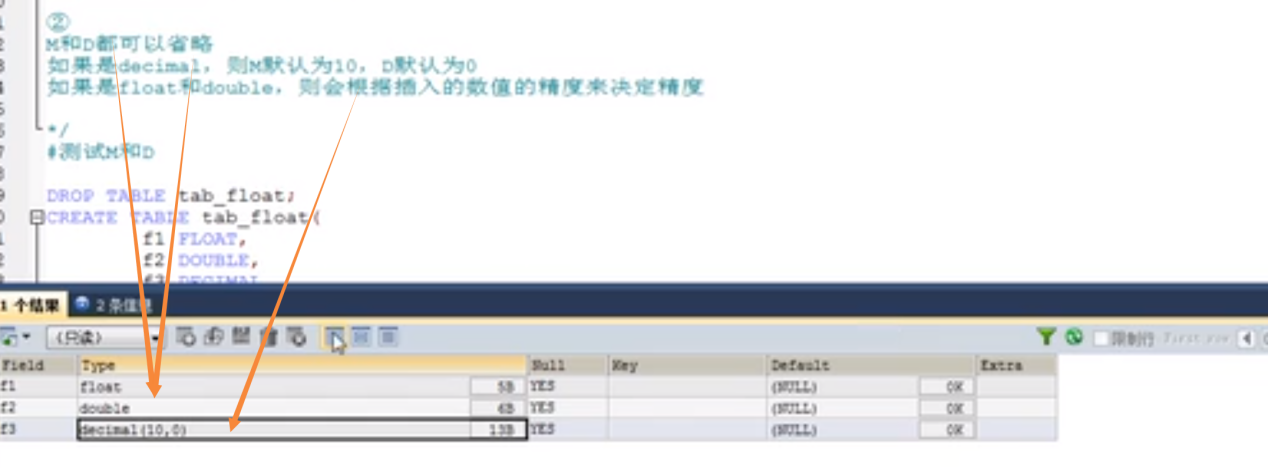 ②
M和D都可以省略
如果是decimal，则M默认为10，D默认为0
如果是float和double，则会根据插入的数值的精度来决定精度
*/
#测试M和D
DROP TABLE tab_float;
CREATE TABLE tab_float(
f1 FLOAT,
f2 DOUBLE,
f3 DECIMAL
1 个结果 2 条信息
(只读) 限制行 First row
Field Type Null Key Default Extra
f1 float 5B YES (NULL) 0K
f2 double 6B YES (NULL) 0K
f3 decimal(10,0) 13B YES (NULL) 0K